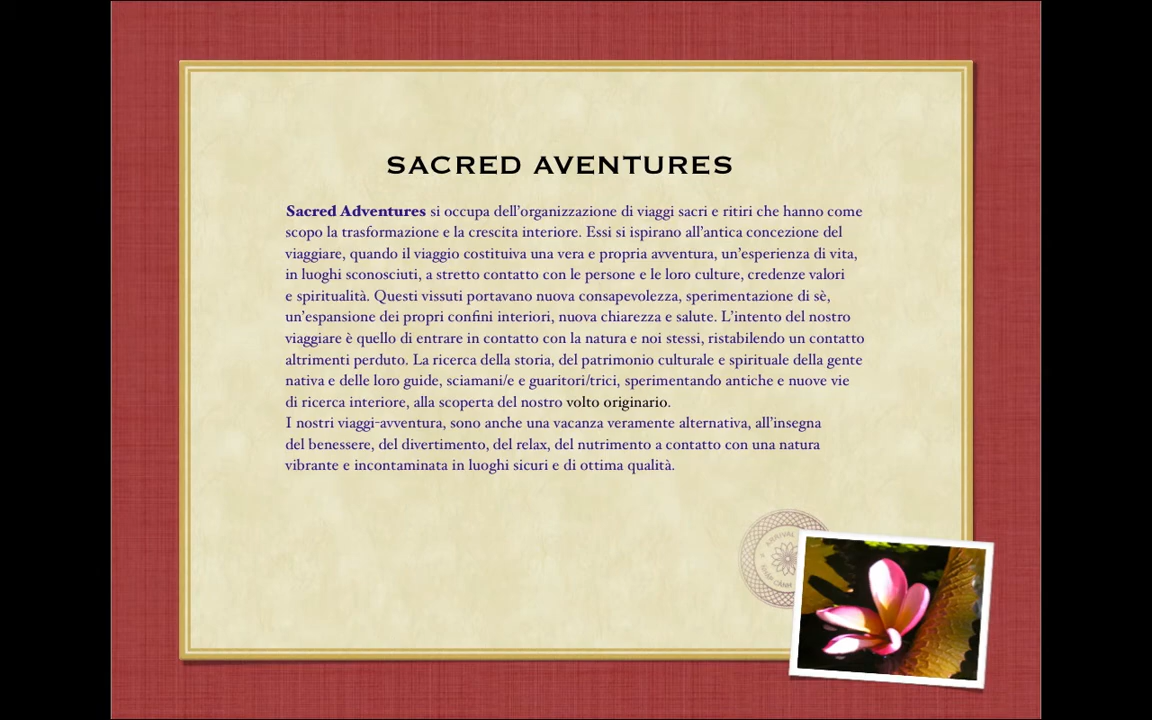 SACRED AVENTURES
Sacred Adventures si occupa dell'organizzazione di viaggi sacri e ritiri che hanno come
scopo la trasformazione e la crescita interiore. Essi si ispirano all'antica concezione del
viaggiare, quando il viaggio costituiva una vera e propria avventura, un'esperienza di vita,
in luoghi sconosciuti, a stretto contatto con le persone e le loro culture, credenze valori
e spiritualità. Questi vissuti portavano nuova consapevolezza, sperimentazione di sè,
un'espansione dei propri confini interiori, nuova chiarezza e salute. L'intento del nostro
viaggiare è quello di entrare in contatto con la natura e noi stessi, ristabilendo un contatto
altrimenti perduto. La ricerca della storia, del patrimonio culturale e spirituale della gente
nativa e delle loro guide, sciamani/e e guaritori/trici, sperimentando antiche e nuove vie
di ricerca interiore, alla scoperta del nostro volto originario.
I nostri viaggi-avventura, sono anche una vacanza veramente alternativa, all'insegna
del benessere, del divertimento, del relax, del nutrimento a contatto con una natura
vibrante e incontaminata in luoghi sicuri e di ottima qualità.